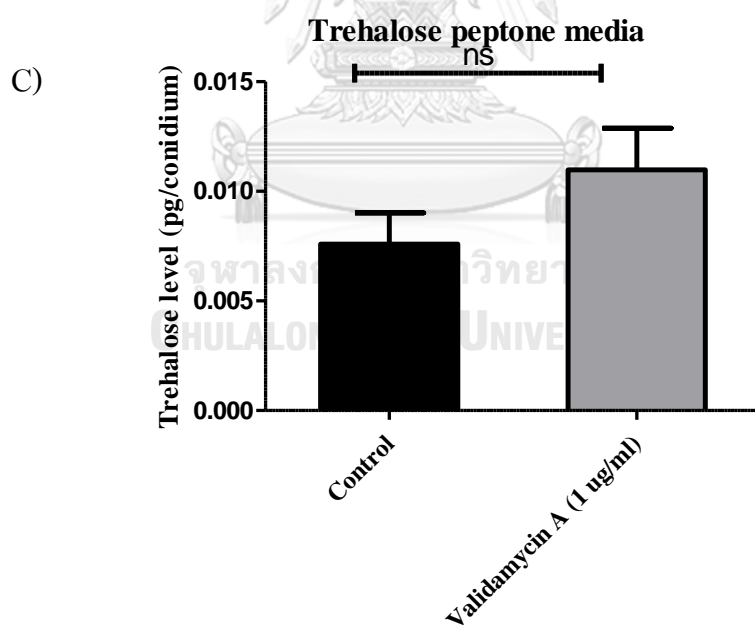 Trehalose peptone media
C)
ns
Trehalose level (pg/conidium)
0.015
0.010
0.005
0.000
Control
Validamycin A (1 ug/ml)